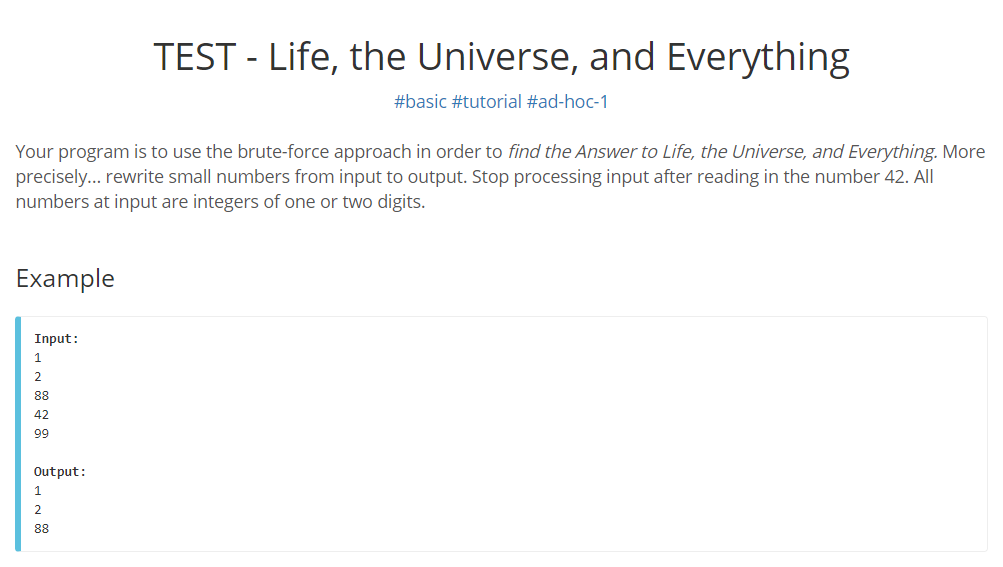 TEST - Life, the Universe, and Everything
#basic #tutorial #ad-hoc-1
Your program is to use the brute-force approach in order to find the Answer to Life, the Universe, and Everything. More
precisely... rewrite small numbers from input to output. Stop processing input after reading in the number 42. All
numbers at input are integers of one or two digits.
Example
Input:
1
2
88
42
99
Output:
1
2
88